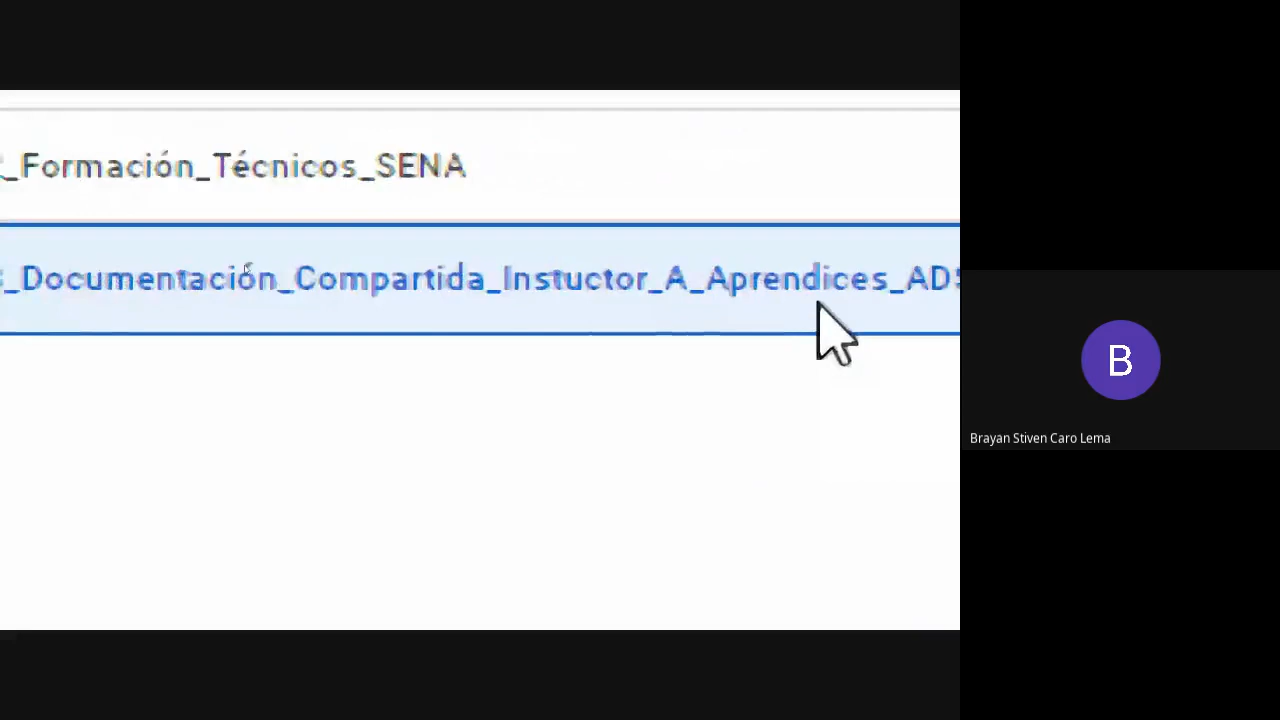 _Formación_Técnicos_SENA
_Documentación_Compartida_Instuctor_A_Aprendices_AD
B
Brayan Stiven Caro Lema